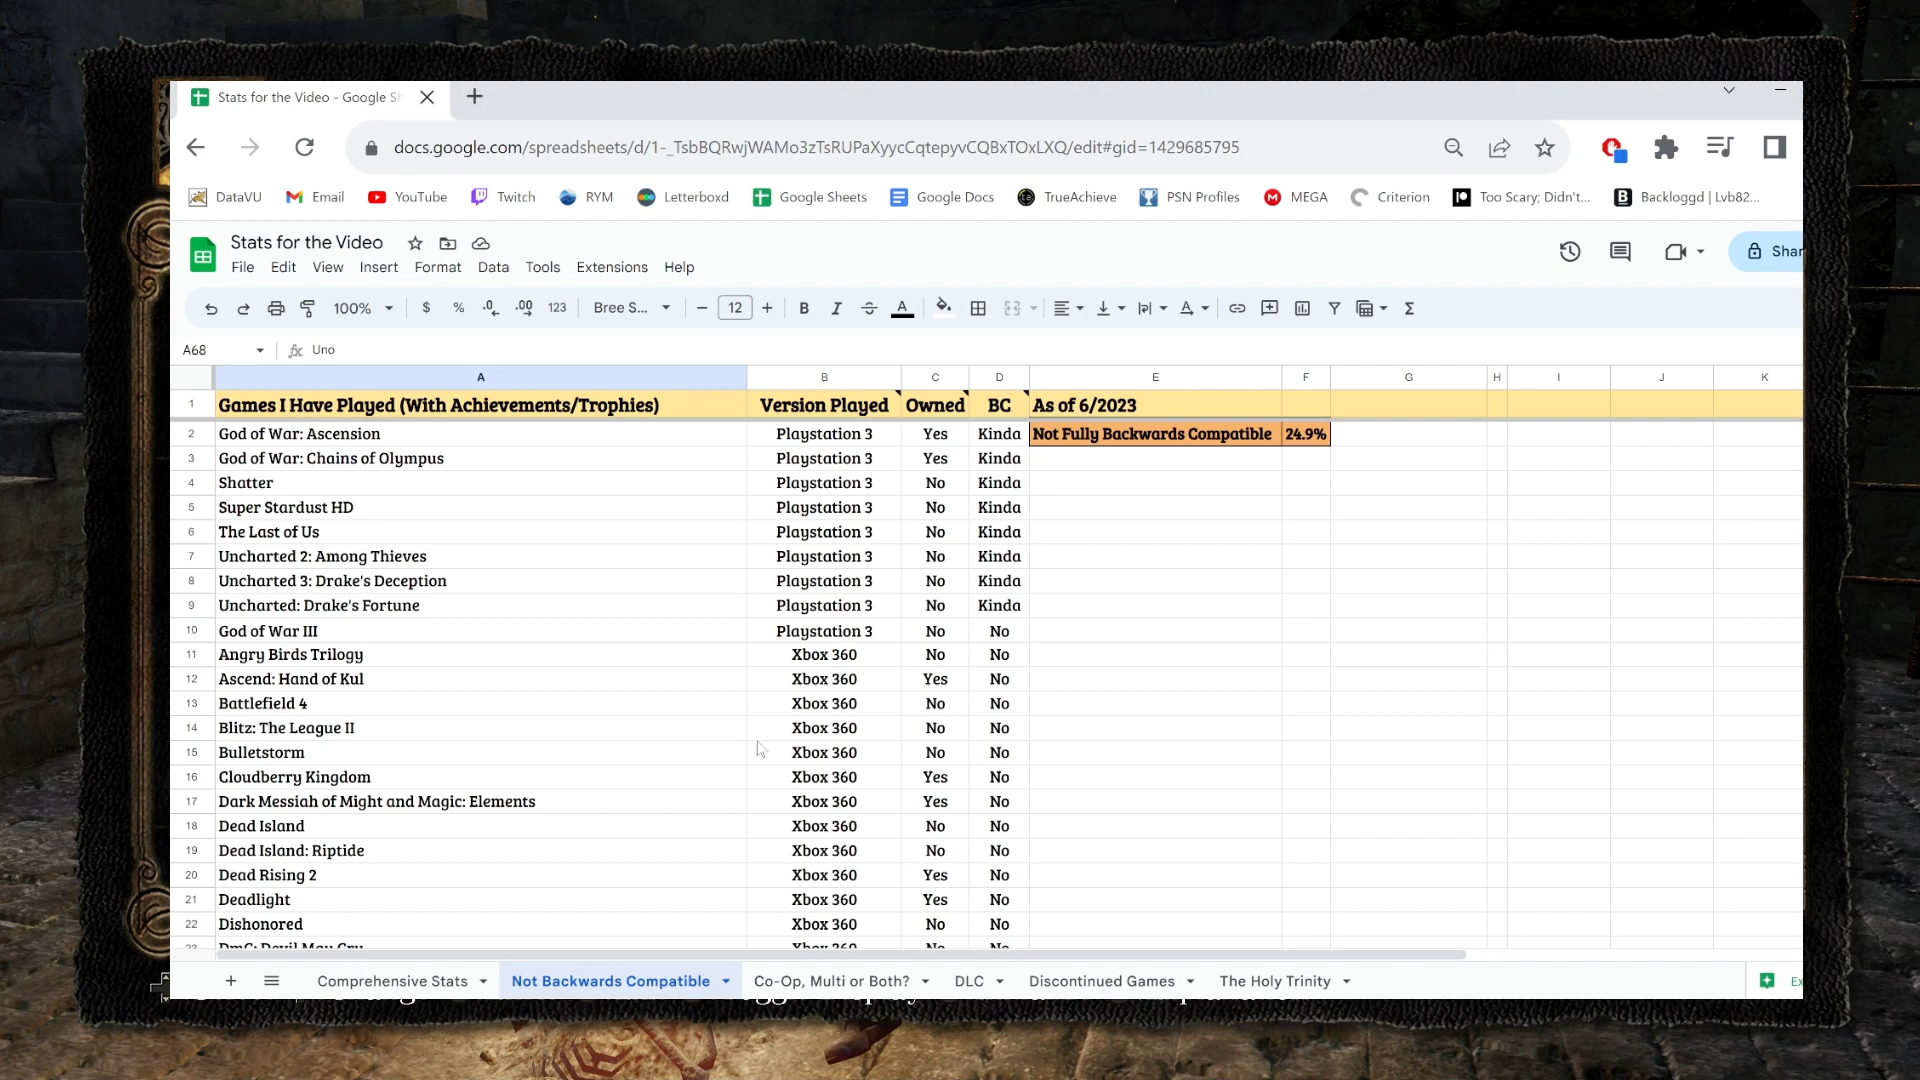 Stats for the Video - Google Sh
docs.google.com/spreadsheets/d/1-_TsbBQRwjWAMo3zTsRUPaXyycCqtepyvCQBxTOxLXQ/edit#gid=1429685795
DataVU Email YouTube Twitch RYM Letterboxd Google Sheets Google Docs TrueAchieve PSN Profiles MEGA Criterion Too Scary; Didn't... Backloggd | Lvb82...
Stats for the Video
Shar
File Edit View Insert Format Data Tools Extensions Help
100% $ % .0 .00 123 Bree S... 12 B I A
A68 fx Uno
A B C D E F G H I J K
1 Games I Have Played (With Achievements/Trophies) Version Played Owned BC As of 6/2023
2 God of War: Ascension Playstation 3 Yes Kinda Not Fully Backwards Compatible 24.9%
3 God of War: Chains of Olympus Playstation 3 Yes Kinda
4 Shatter Playstation 3 No Kinda
5 Super Stardust HD Playstation 3 No Kinda
6 The Last of Us Playstation 3 No Kinda
7 Uncharted 2: Among Thieves Playstation 3 No Kinda
8 Uncharted 3: Drake's Deception Playstation 3 No Kinda
9 Uncharted: Drake's Fortune Playstation 3 No Kinda
10 God of War III Playstation 3 No No
11 Angry Birds Trilogy Xbox 360 No No
12 Ascend: Hand of Kul Xbox 360 Yes No
13 Battlefield 4 Xbox 360 No No
14 Blitz: The League II Xbox 360 No No
15 Bulletstorm Xbox 360 No No
16 Cloudberry Kingdom Xbox 360 Yes No
17 Dark Messiah of Might and Magic: Elements Xbox 360 Yes No
18 Dead Island Xbox 360 No No
19 Dead Island: Riptide Xbox 360 No No
20 Dead Rising 2 Xbox 360 Yes No
21 Deadlight Xbox 360 Yes No
22 Dishonored Xbox 360 No No
23 DmC: Devil May Cry Xbox 360 No No
Comprehensive Stats Not Backwards Compatible Co-Op, Multi or Both? DLC Discontinued Games The Holy Trinity Ex